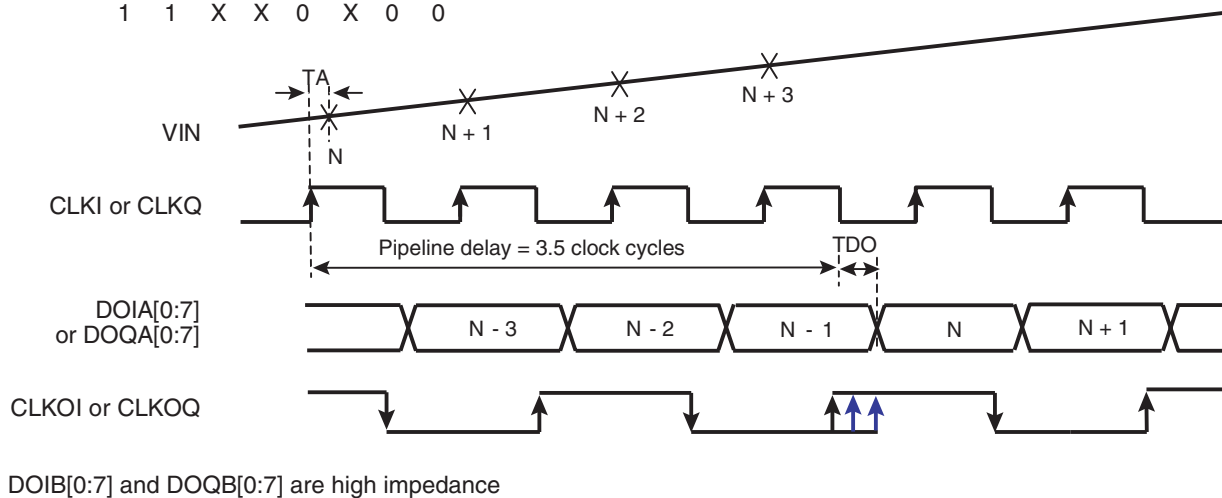 1 1 X X 0 X 0 0
TA
N + 3
N + 2
N + 1
VIN
N
CLKI or CLKQ
Pipeline delay = 3.5 clock cycles
TDO
DOIA[0:7]
or DOQA[0:7]
N - 3 N - 2 N - 1 N N + 1
CLKOI or CLKOQ
DOIB[0:7] and DOQB[0:7] are high impedance